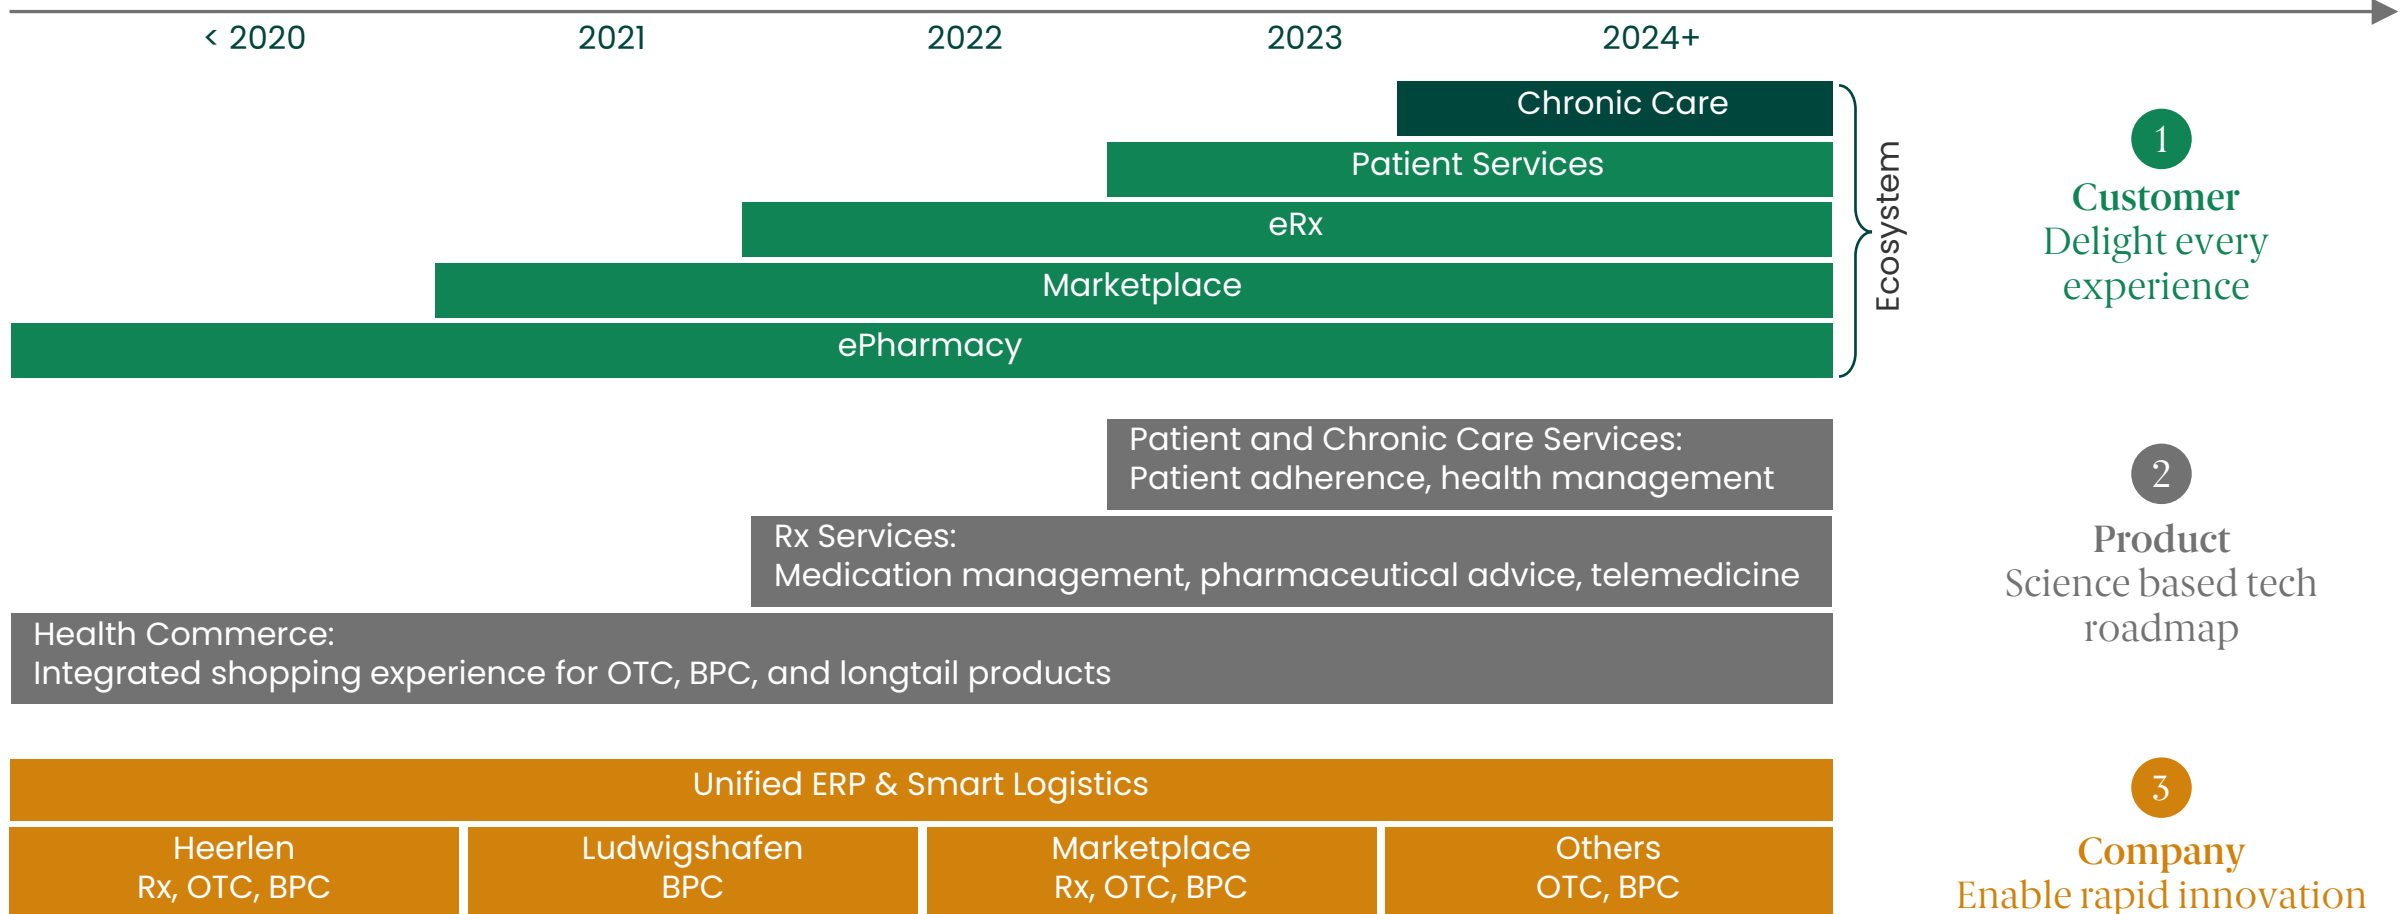 < 2020 2021 2022 2023 2024+
Chronic Care
Patient Services
eRx
Marketplace
ePharmacy
Ecosystem
1
Customer
Delight every
experience
Patient and Chronic Care Services:
Patient adherence, health management
Rx Services:
Medication management, pharmaceutical advice, telemedicine
Health Commerce:
Integrated shopping experience for OTC, BPC, and longtail products
2
Product
Science based tech
roadmap
Unified ERP & Smart Logistics
Heerlen
Rx, OTC, BPC
Ludwigshafen
BPC
Marketplace
Rx, OTC, BPC
Others
OTC, BPC
3
Company
Enable rapid innovation